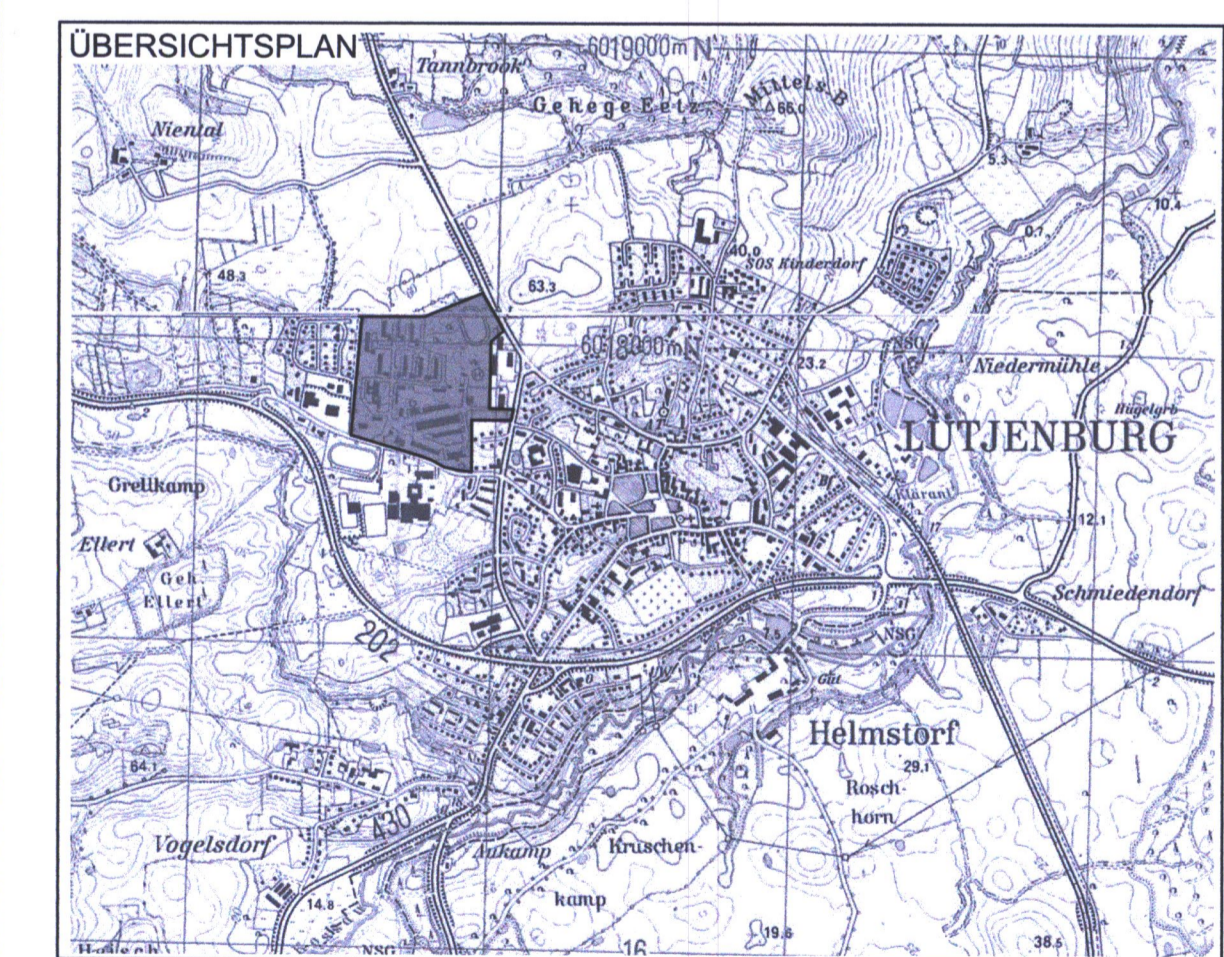 ÜBERSICHTSPLAN
6019000m N
Tannbrook
Gehege Eetz
Mittels-B
66,0
Niental
5.3
10.4
0.7
48.3
63.3
40,0
SOS Kinderdorf
6018000m N
NSG
23.2
Niedermühle
Hügelgrb
LÜTJENBURG
Grellkamp
Kläranl
Ellert
12.1
Geh.
Ellert
Schmiedendorf
202
7.5
NSG
Gut
Helmstorf
64.1
29.1
Rosch-
horn
430
Vogelsdorf
Aukamp
Kruschen-
kamp
14.8
19.6
16
38.5
NSG